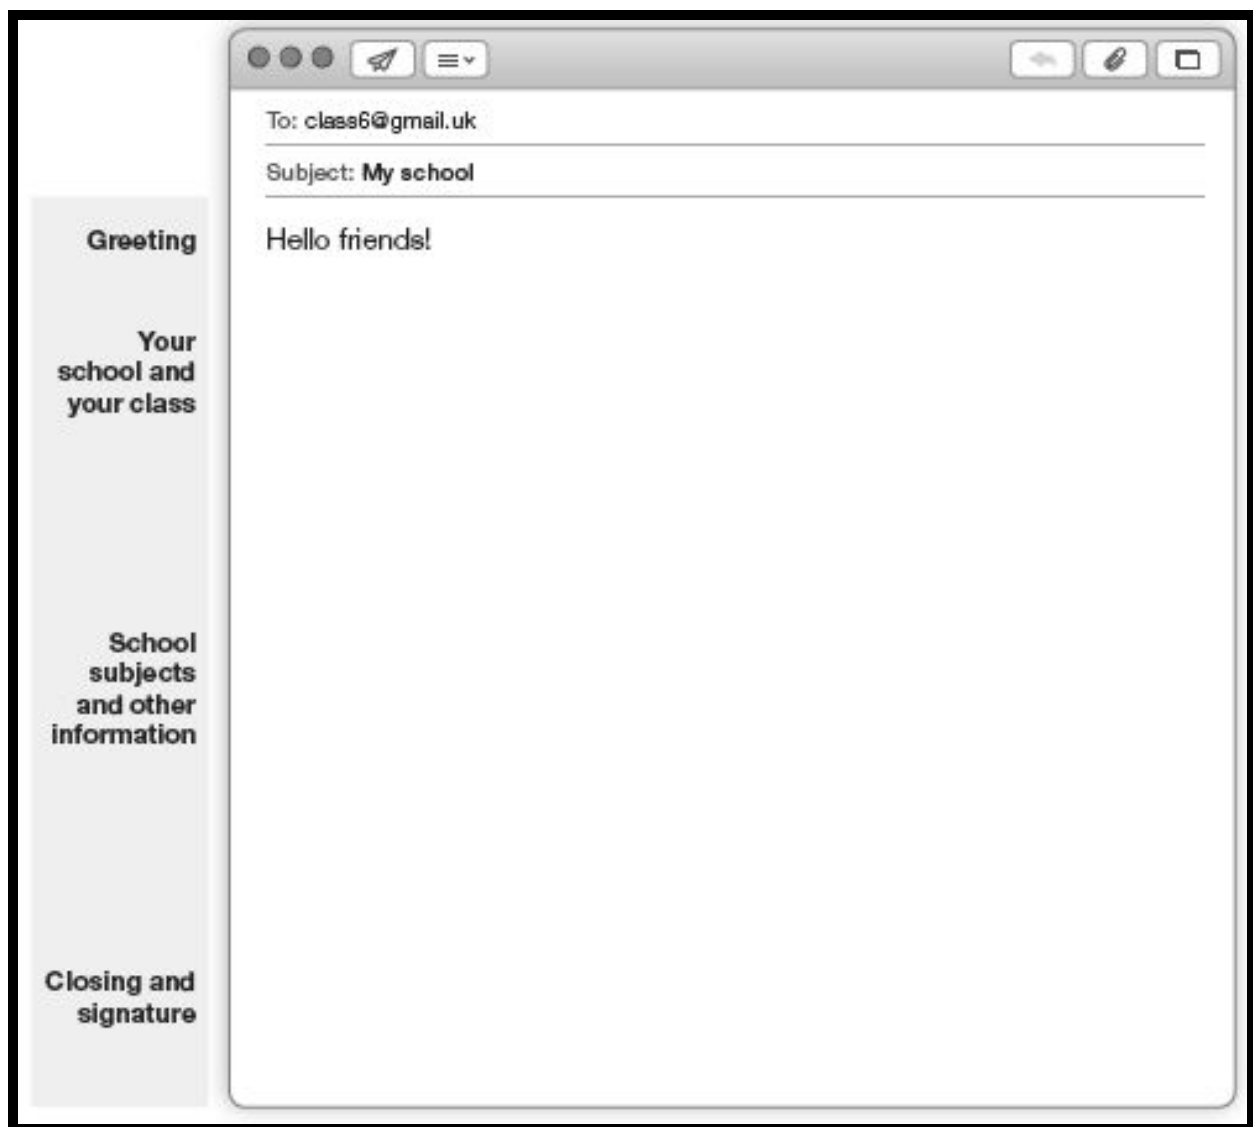 To: class6@gmail.uk
Subject: My school
Greeting
Hello friends!
Your
school and
your class
School
subjects
and other
information
Closing and
signature